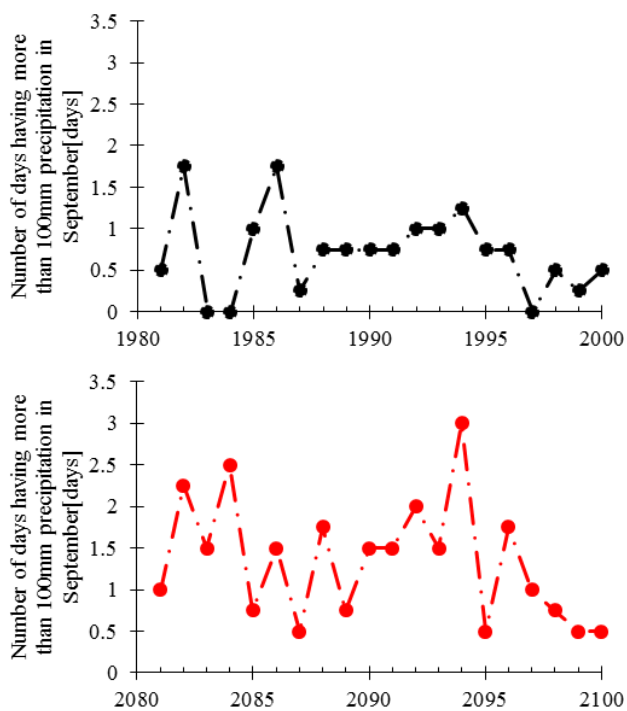 Number of days having more
than 100mm precipitation in
September[days]
3.5
3
2.5
2
1.5
1
0.5
0
1980 1985 1990 1995 2000
Number of days having more
than 100mm precipitation in
September[days]
3.5
3
2.5
2
1.5
1
0.5
0
2080 2085 2090 2095 2100